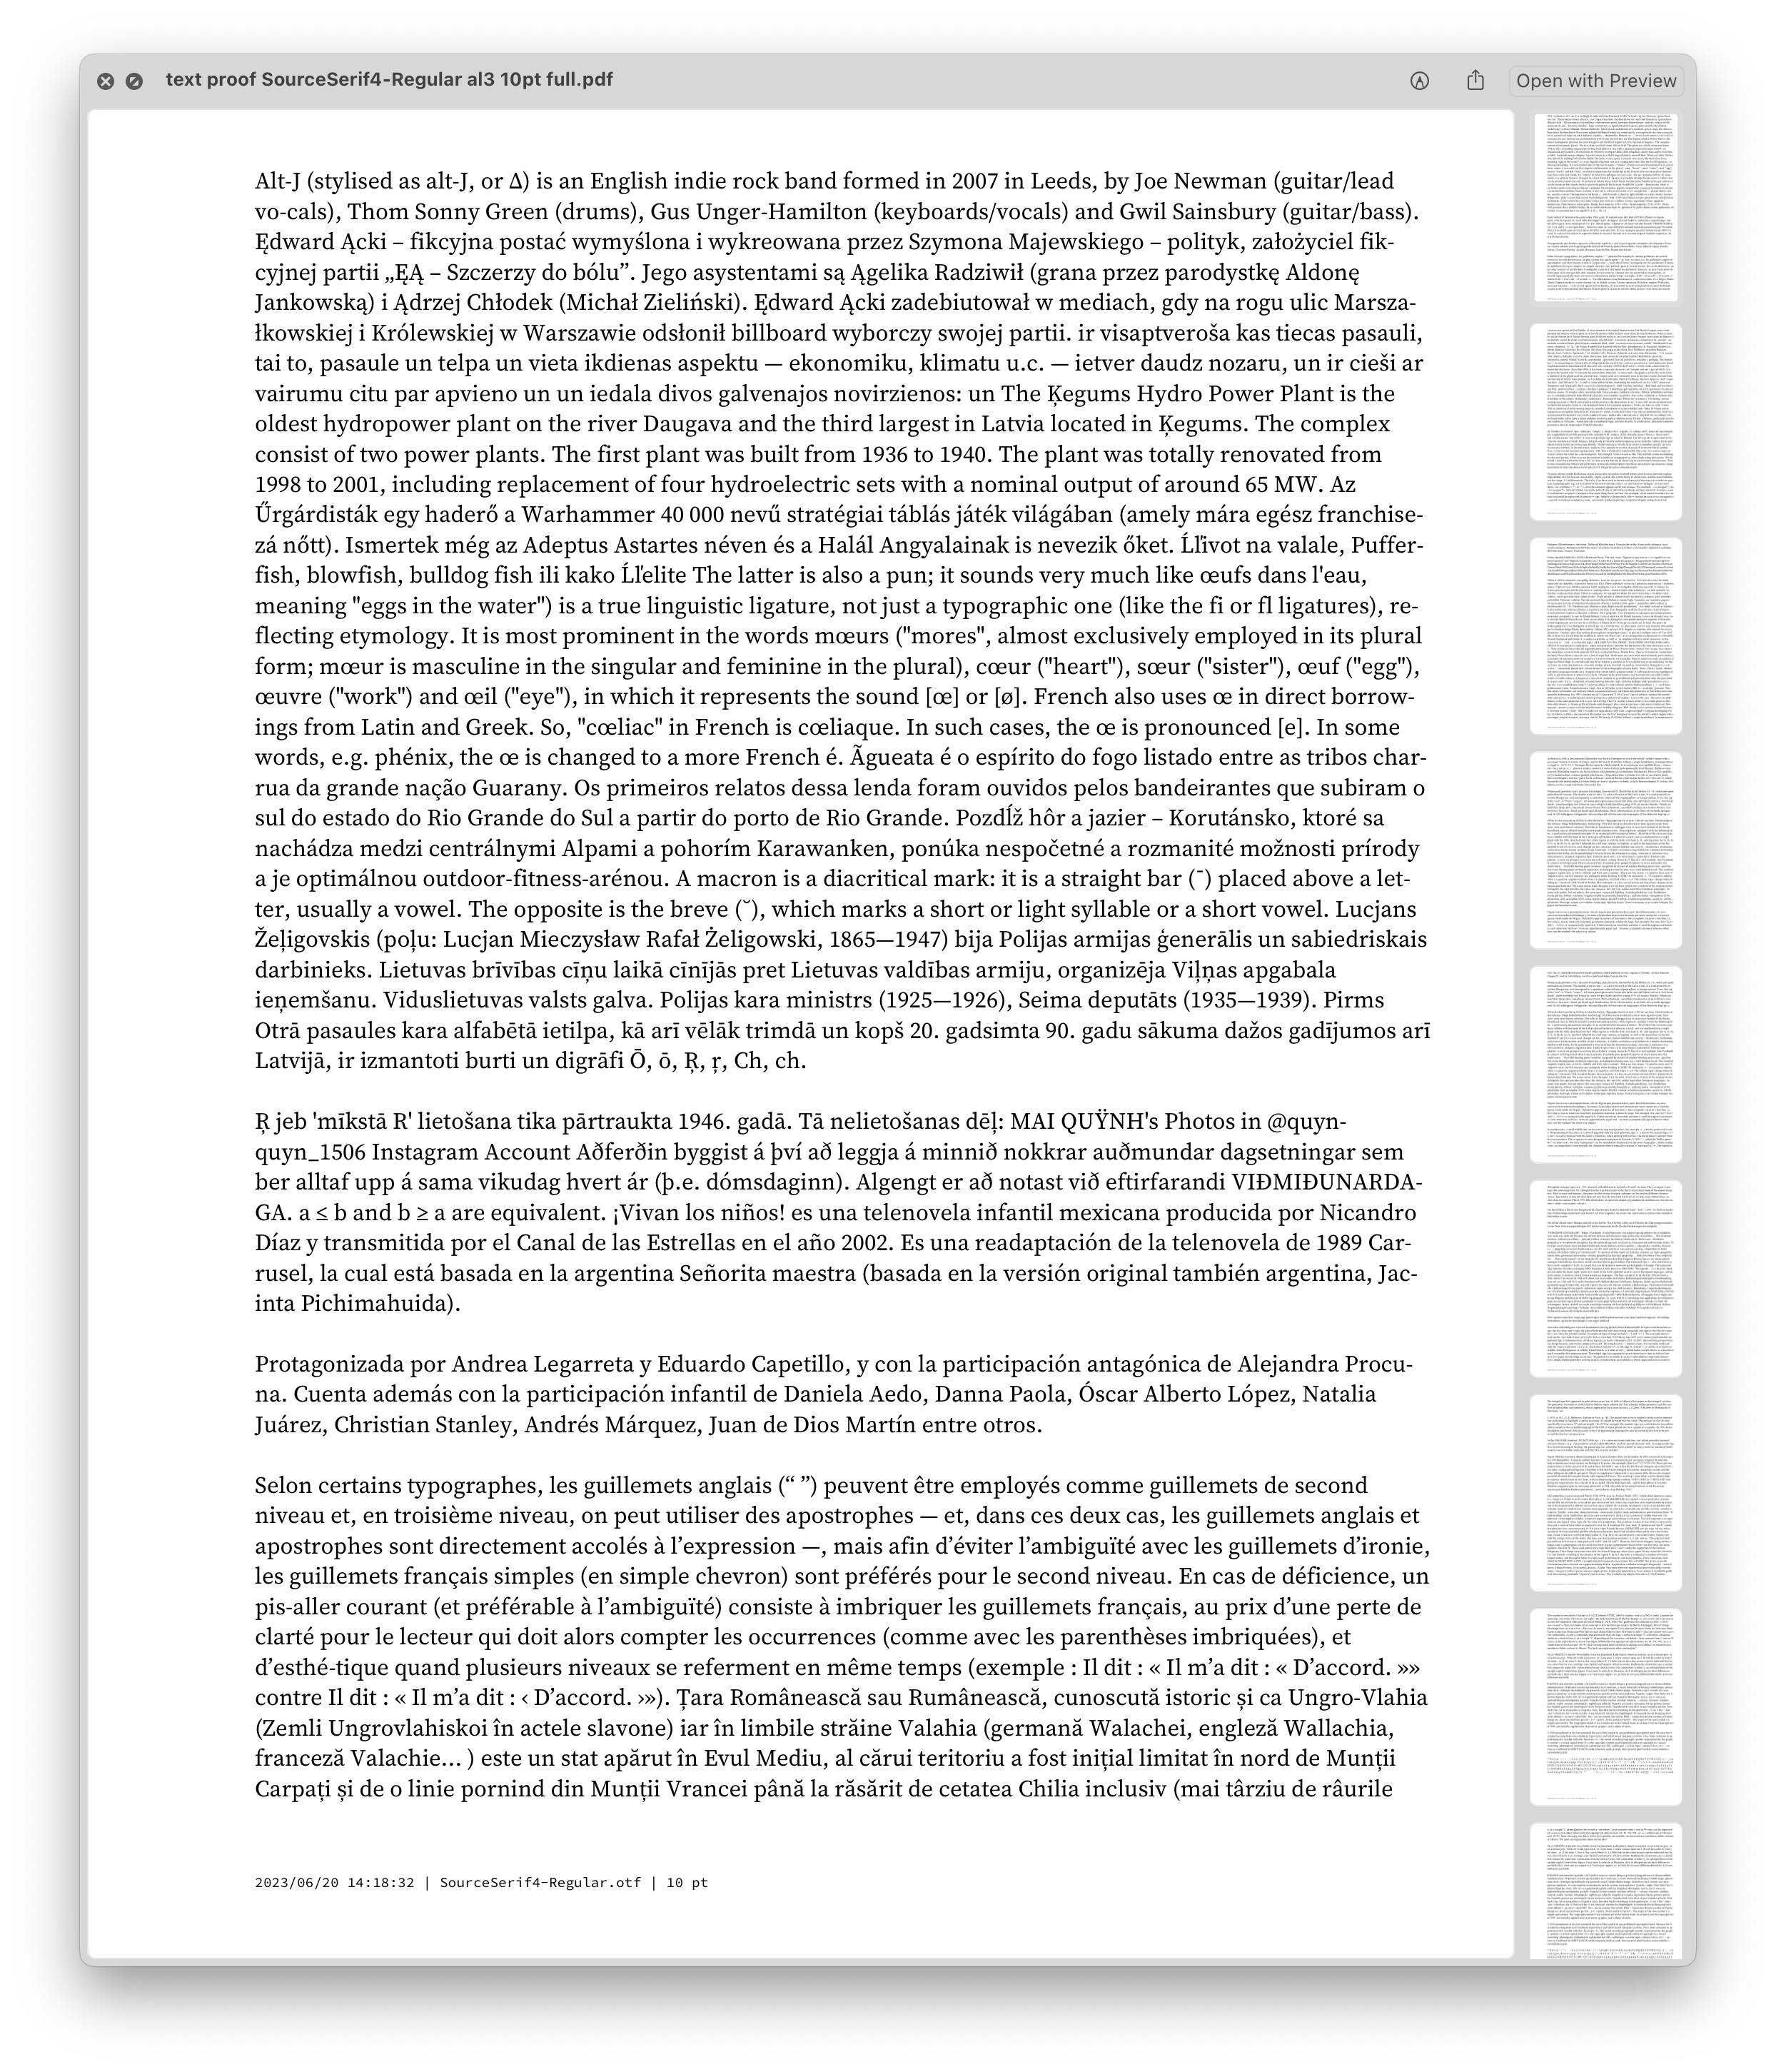 text proof SourceSerif4-Regular al3 10pt full.pdf
Open with Preview
Alt-J (stylised as alt-J, or Δ) is an English indie rock band formed in 2007 in Leeds, by Joe Newman (guitar/lead
vo-cals), Thom Sonny Green (drums), Gus Unger-Hamilton (keyboards/vocals) and Gwil Sainsbury (guitar/bass).
Ędward Ącki – fikcyjna postać wymyślona i wykreowana przez Szymona Majewskiego – polityk, założyciel fik-
cyjnej partii „ĘĄ – Szczerzy do bólu”. Jego asystentami są Ągelika Radziwił (grana przez parodystkę Aldonę
Jankowską) i Ądrzej Chłodek (Michał Zieliński). Ędward Ącki zadebiutował w mediach, gdy na rogu ulic Marsza-
łkowskiej i Królewskiej w Warszawie odsłonił billboard wyborczy swojej partii. ir visaptveroša kas tiecas pasauli,
tai to, pasaule un telpa un vieta ikdienas aspektu — ekonomiku, klimatu u.c. — ietver daudz nozaru, un ir cieši ar
vairumu citu par apvieno un un iedala divos galvenajos novirzienos: un The Ķegums Hydro Power Plant is the
oldest hydropower plant on the river Daugava and the third largest in Latvia located in Ķegums. The complex
consist of two power plants. The first plant was built from 1936 to 1940. The plant was totally renovated from
1998 to 2001, including replacement of four hydroelectric sets with a nominal output of around 65 MW. Az
Űrgárdisták egy haderő a Warhammer 40 000 nevű stratégiai táblás játék világában (amely mára egész franchise-
zá nőtt). Ismertek még az Adeptus Astartes néven és a Halál Angyalainak is nevezik őket. Ĺľivot na valale, Puffer-
fish, blowfish, bulldog fish ili kako Ĺľelite The latter is also a pun; it sounds very much like œufs dans l'eau,
meaning "eggs in the water") is a true linguistic ligature, not just a typographic one (like the fi or fl ligatures), re-
flecting etymology. It is most prominent in the words mœurs ("mores", almost exclusively employed in its plural
form; mœur is masculine in the singular and feminine in the plural), cœur ("heart"), sœur ("sister"), œuf ("egg"),
œuvre ("work") and œil ("eye"), in which it represents the sound [œ] or [ø]. French also uses œ in direct borrow-
ings from Latin and Greek. So, "cœliac" in French is cœliaque. In such cases, the œ is pronounced [e]. In some
words, e.g. phénix, the œ is changed to a more French é. Ãgueata é o espírito do fogo listado entre as tribos char-
rua da grande nação Guarany. Os primeiros relatos dessa lenda foram ouvidos pelos bandeirantes que subiram o
sul do estado do Rio Grande do Sul a partir do porto de Rio Grande. PozdĺĹž hôr a jazier – Korutánsko, ktoré sa
nachádza medzi centrálnymi Alpami a pohorím Karawanken, ponúka nespočetné a rozmanité možnosti prírody
a je optimálnou outdoor-fitness-arénou. A macron is a diacritical mark: it is a straight bar (¯) placed above a let-
ter, usually a vowel. The opposite is the breve (˘), which marks a short or light syllable or a short vowel. Lucjans
Žeļigovskis (poļu: Lucjan Mieczysław Rafał Żeligowski, 1865—1947) bija Polijas armijas ģenerālis un sabiedriskais
darbinieks. Lietuvas brīvības cīņu laikā cīnījās pret Lietuvas valdības armiju, organizēja Viļņas apgabala
ieņemšanu. Viduslietuvas valsts galva. Polijas kara ministrs (1925—1926), Seima deputāts (1935—1939). Pirms
Otrā pasaules kara alfabētā ietilpa, kā arī vēlāk trimdā un kopš 20. gadsimta 90. gadu sākuma dažos gadījumos arī
Latvijā, ir izmantoti burti un digrāfi Ō, ō, Ŗ, ŗ, Ch, ch.
Ŗ jeb 'mīkstā R' lietošana tika pārtraukta 1946. gadā. Tā nelietošanas dēļ: MAI QUŸNH's Photos in @quyn-
quyn_1506 Instagram Account Aðferðin byggist á því að leggja á minnið nokkrar auðmundar dagsetningar sem
ber alltaf upp á sama vikudag hvert ár (þ.e. dómsdaginn). Algengt er að notast við eftirfarandi VIÐMIÐUNARDA-
GA. a ≤ b and b ≥ a are equivalent. ¡Vivan los niños! es una telenovela infantil mexicana producida por Nicandro
Díaz y transmitida por el Canal de las Estrellas en el año 2002. Es una readaptación de la telenovela de 1989 Car-
rusel, la cual está basada en la argentina Señorita maestra (basada en la versión original también argentina, Jac-
inta Pichimahuida).
Protagonizada por Andrea Legarreta y Eduardo Capetillo, y con la participación antagónica de Alejandra Procu-
na. Cuenta además con la participación infantil de Daniela Aedo, Danna Paola, Óscar Alberto López, Natalia
Juárez, Christian Stanley, Andrés Márquez, Juan de Dios Martín entre otros.
Selon certains typographes, les guillemets anglais (“ ”) peuvent être employés comme guillemets de second
niveau et, en troisième niveau, on peut utiliser des apostrophes — et, dans ces deux cas, les guillemets anglais et
apostrophes sont directement accolés à l’expression —, mais afin d’éviter l’ambiguïté avec les guillemets d’ironie,
les guillemets français simples (en simple chevron) sont préférés pour le second niveau. En cas de déficience, un
pis-aller courant (et préférable à l’ambiguïté) consiste à imbriquer les guillemets français, au prix d’une perte de
clarté pour le lecteur qui doit alors compter les occurrences (comme avec les parenthèses imbriquées), et
d’esthé-tique quand plusieurs niveaux se referment en même temps (exemple : Il dit : « Il m’a dit : « D’accord. »»
contre Il dit : « Il m’a dit : ‹ D’accord. ›»). Țara Românească sau Rumânească, cunoscută istoric și ca Ungro-Vlahia
(Zemli Ungrovlahiskoi în actele slavone) iar în limbile străine Valahia (germană Walachei, engleză Wallachia,
franceză Valachie… ) este un stat apărut în Evul Mediu, al cărui teritoriu a fost inițial limitat în nord de Munții
Carpați și de o linie pornind din Munții Vrancei până la răsărit de cetatea Chilia inclusiv (mai târziu de râurile
2023/06/20 14:18:32 | SourceSerif4-Regular.otf | 10 pt